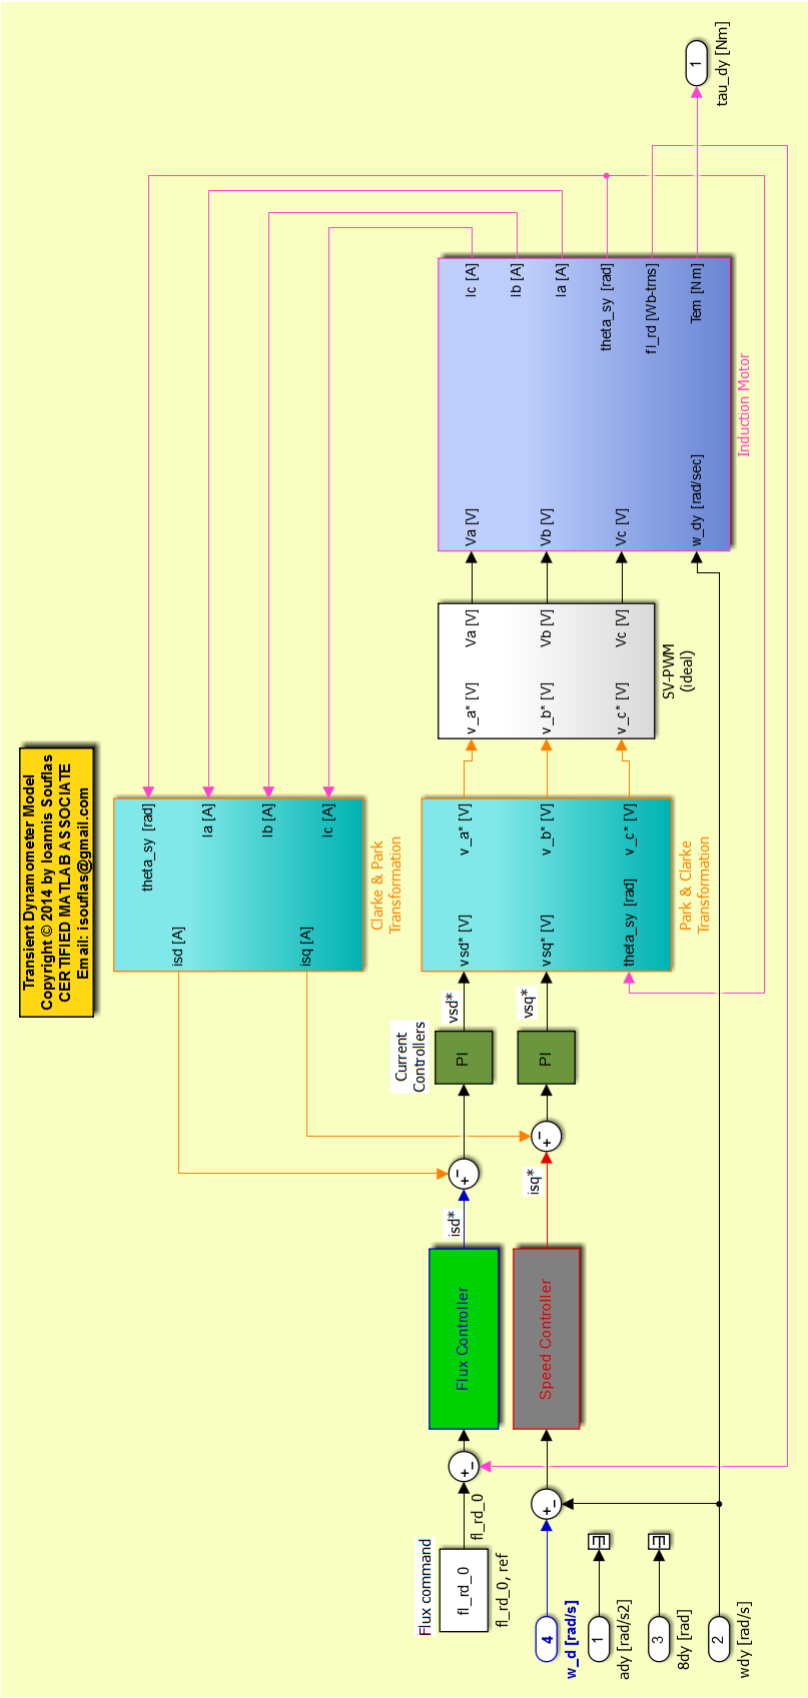 Transient Dynamometer Model
Copyright © 2014 by Ioannis Souflas
CERTIFIED MATLAB ASSOCIATE
Email: isouflas@gmail.com
isd [A]
isq [A]
theta_sy [rad]
Ia [A]
Ib [A]
Ic [A]
Clarke & Park
Transformation
Flux command
fl_rd_0
fl_rd_0, ref
fl_rd_0
+
−
Flux Controller
isd*
+
−
Current
Controllers
PI
vsd*
4
w_d [rad/s]
+
−
Speed Controller
isq*
+
−
PI
vsq*
vsd* [V]
vsq* [V]
theta_sy [rad]
v_a* [V]
v_b* [V]
v_c* [V]
Park & Clarke
Transformation
v_a* [V]
v_b* [V]
v_c* [V]
Va [V]
Vb [V]
Vc [V]
SV-PWM
(ideal)
Va [V]
Vb [V]
Vc [V]
w_dy [rad/sec]
Ic [A]
Ib [A]
Ia [A]
theta_sy [rad]
fl_rd [Wb-trns]
Tem [Nm]
Induction Motor
1
tau_dy [Nm]
1
ady [rad/s2]
3
8dy [rad]
2
wdy [rad/s]